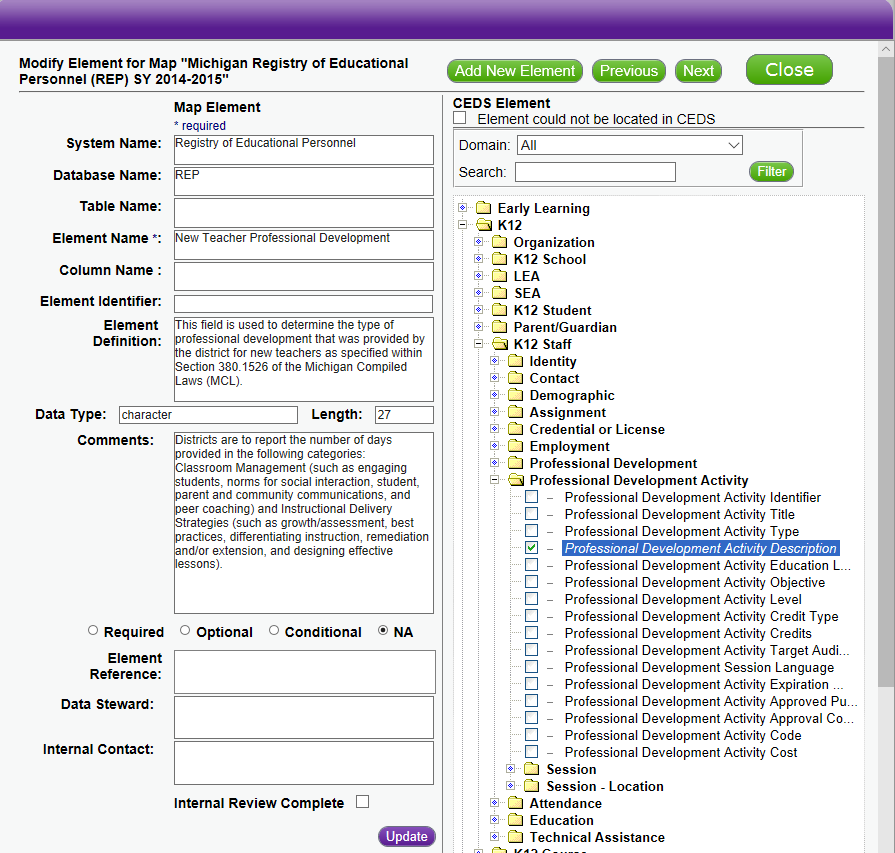 Modify Element for Map "Michigan Registry of Educational
Personnel (REP) SY 2014-2015"
Add New Element
Previous
Next
Close
Map Element
* required
System Name:
Registry of Educational Personnel
Database Name:
REP
Table Name:
Element Name *:
New Teacher Professional Development
Column Name :
Element Identifier:
Element
Definition:
This field is used to determine the type of
professional development that was provided by
the district for new teachers as specified within
Section 380.1526 of the Michigan Compiled
Laws (MCL).
Data Type:
character
Length:
27
Comments:
Districts are to report the number of days
provided in the following categories:
Classroom Management (such as engaging
students, norms for social interaction, student,
parent and community communications, and
peer coaching) and Instructional Delivery
Strategies (such as growth/assessment, best
practices, differentiating instruction, remediation
and/or extension, and designing effective
lessons).
Required
Optional
Conditional
NA
Element
Reference:
Data Steward:
Internal Contact:
Internal Review Complete
Update
CEDS Element
Element could not be located in CEDS
Domain:
All
Search:
Filter
Early Learning
K12
Organization
K12 School
LEA
SEA
K12 Student
Parent/Guardian
K12 Staff
Identity
Contact
Demographic
Assignment
Credential or License
Employment
Professional Development
Professional Development Activity
– Professional Development Activity Identifier
– Professional Development Activity Title
– Professional Development Activity Type
– Professional Development Activity Description
– Professional Development Activity Education L...
– Professional Development Activity Objective
– Professional Development Activity Level
– Professional Development Activity Credit Type
– Professional Development Activity Credits
– Professional Development Activity Target Audi...
– Professional Development Session Language
– Professional Development Activity Expiration ...
– Professional Development Activity Approved Pu...
– Professional Development Activity Approval Co...
– Professional Development Activity Code
– Professional Development Activity Cost
Session
Session - Location
Attendance
Education
Technical Assistance
K12 Course